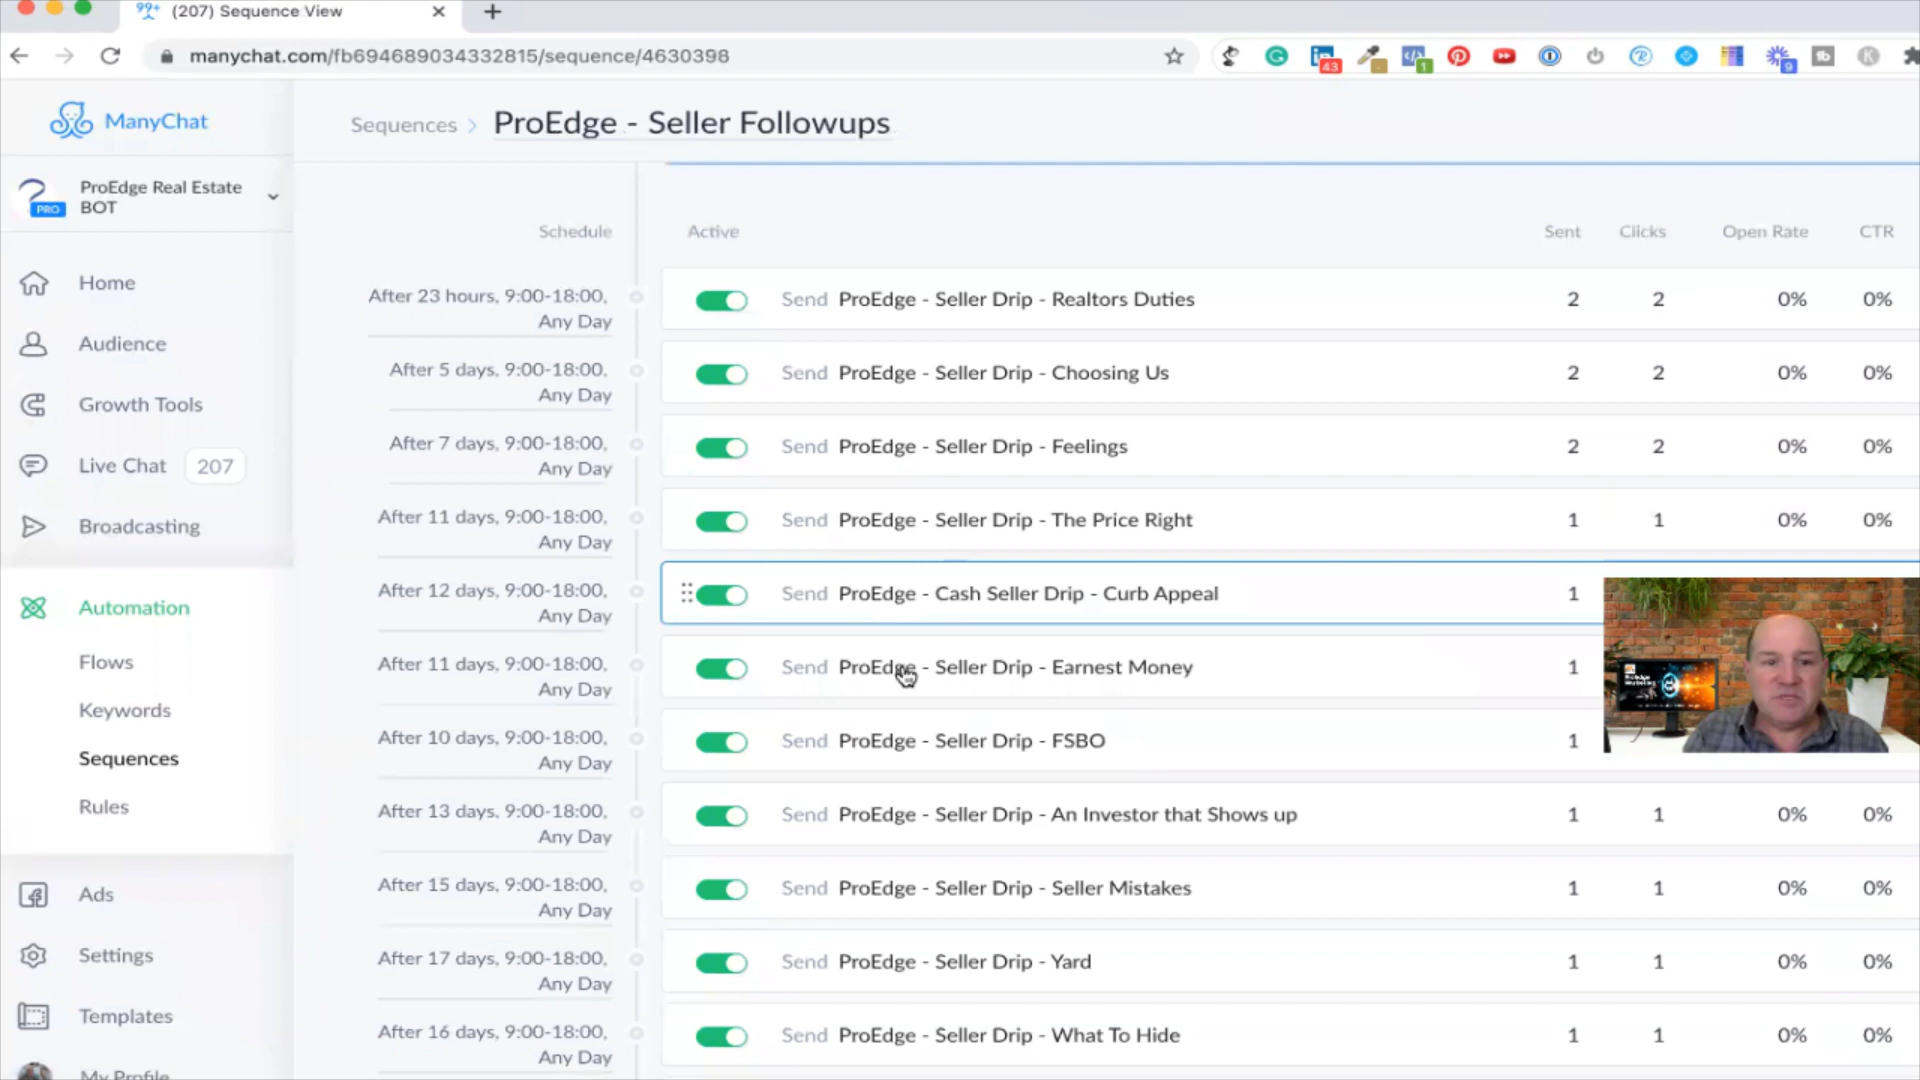 (207) Sequence View
manychat.com/fb694689034332815/sequence/4630398
43
1
9
ManyChat
Sequences > ProEdge - Seller Followups
ProEdge Real Estate
BOT
PRO
Home
Audience
Growth Tools
Live Chat 207
Broadcasting
Automation
Flows
Keywords
Sequences
Rules
Ads
Settings
Templates
My Profile
Schedule Active Sent Clicks Open Rate CTR
After 23 hours, 9:00-18:00,
Any Day
Send ProEdge - Seller Drip - Realtors Duties 2 2 0% 0%
After 5 days, 9:00-18:00,
Any Day
Send ProEdge - Seller Drip - Choosing Us 2 2 0% 0%
After 7 days, 9:00-18:00,
Any Day
Send ProEdge - Seller Drip - Feelings 2 2 0% 0%
After 11 days, 9:00-18:00,
Any Day
Send ProEdge - Seller Drip - The Price Right 1 1 0% 0%
After 12 days, 9:00-18:00,
Any Day
Send ProEdge - Cash Seller Drip - Curb Appeal 1
After 11 days, 9:00-18:00,
Any Day
Send ProEdge - Seller Drip - Earnest Money 1
After 10 days, 9:00-18:00,
Any Day
Send ProEdge - Seller Drip - FSBO 1
After 13 days, 9:00-18:00,
Any Day
Send ProEdge - Seller Drip - An Investor that Shows up 1 1 0% 0%
After 15 days, 9:00-18:00,
Any Day
Send ProEdge - Seller Drip - Seller Mistakes 1 1 0% 0%
After 17 days, 9:00-18:00,
Any Day
Send ProEdge - Seller Drip - Yard 1 1 0% 0%
After 16 days, 9:00-18:00,
Any Day
Send ProEdge - Seller Drip - What To Hide 1 1 0% 0%